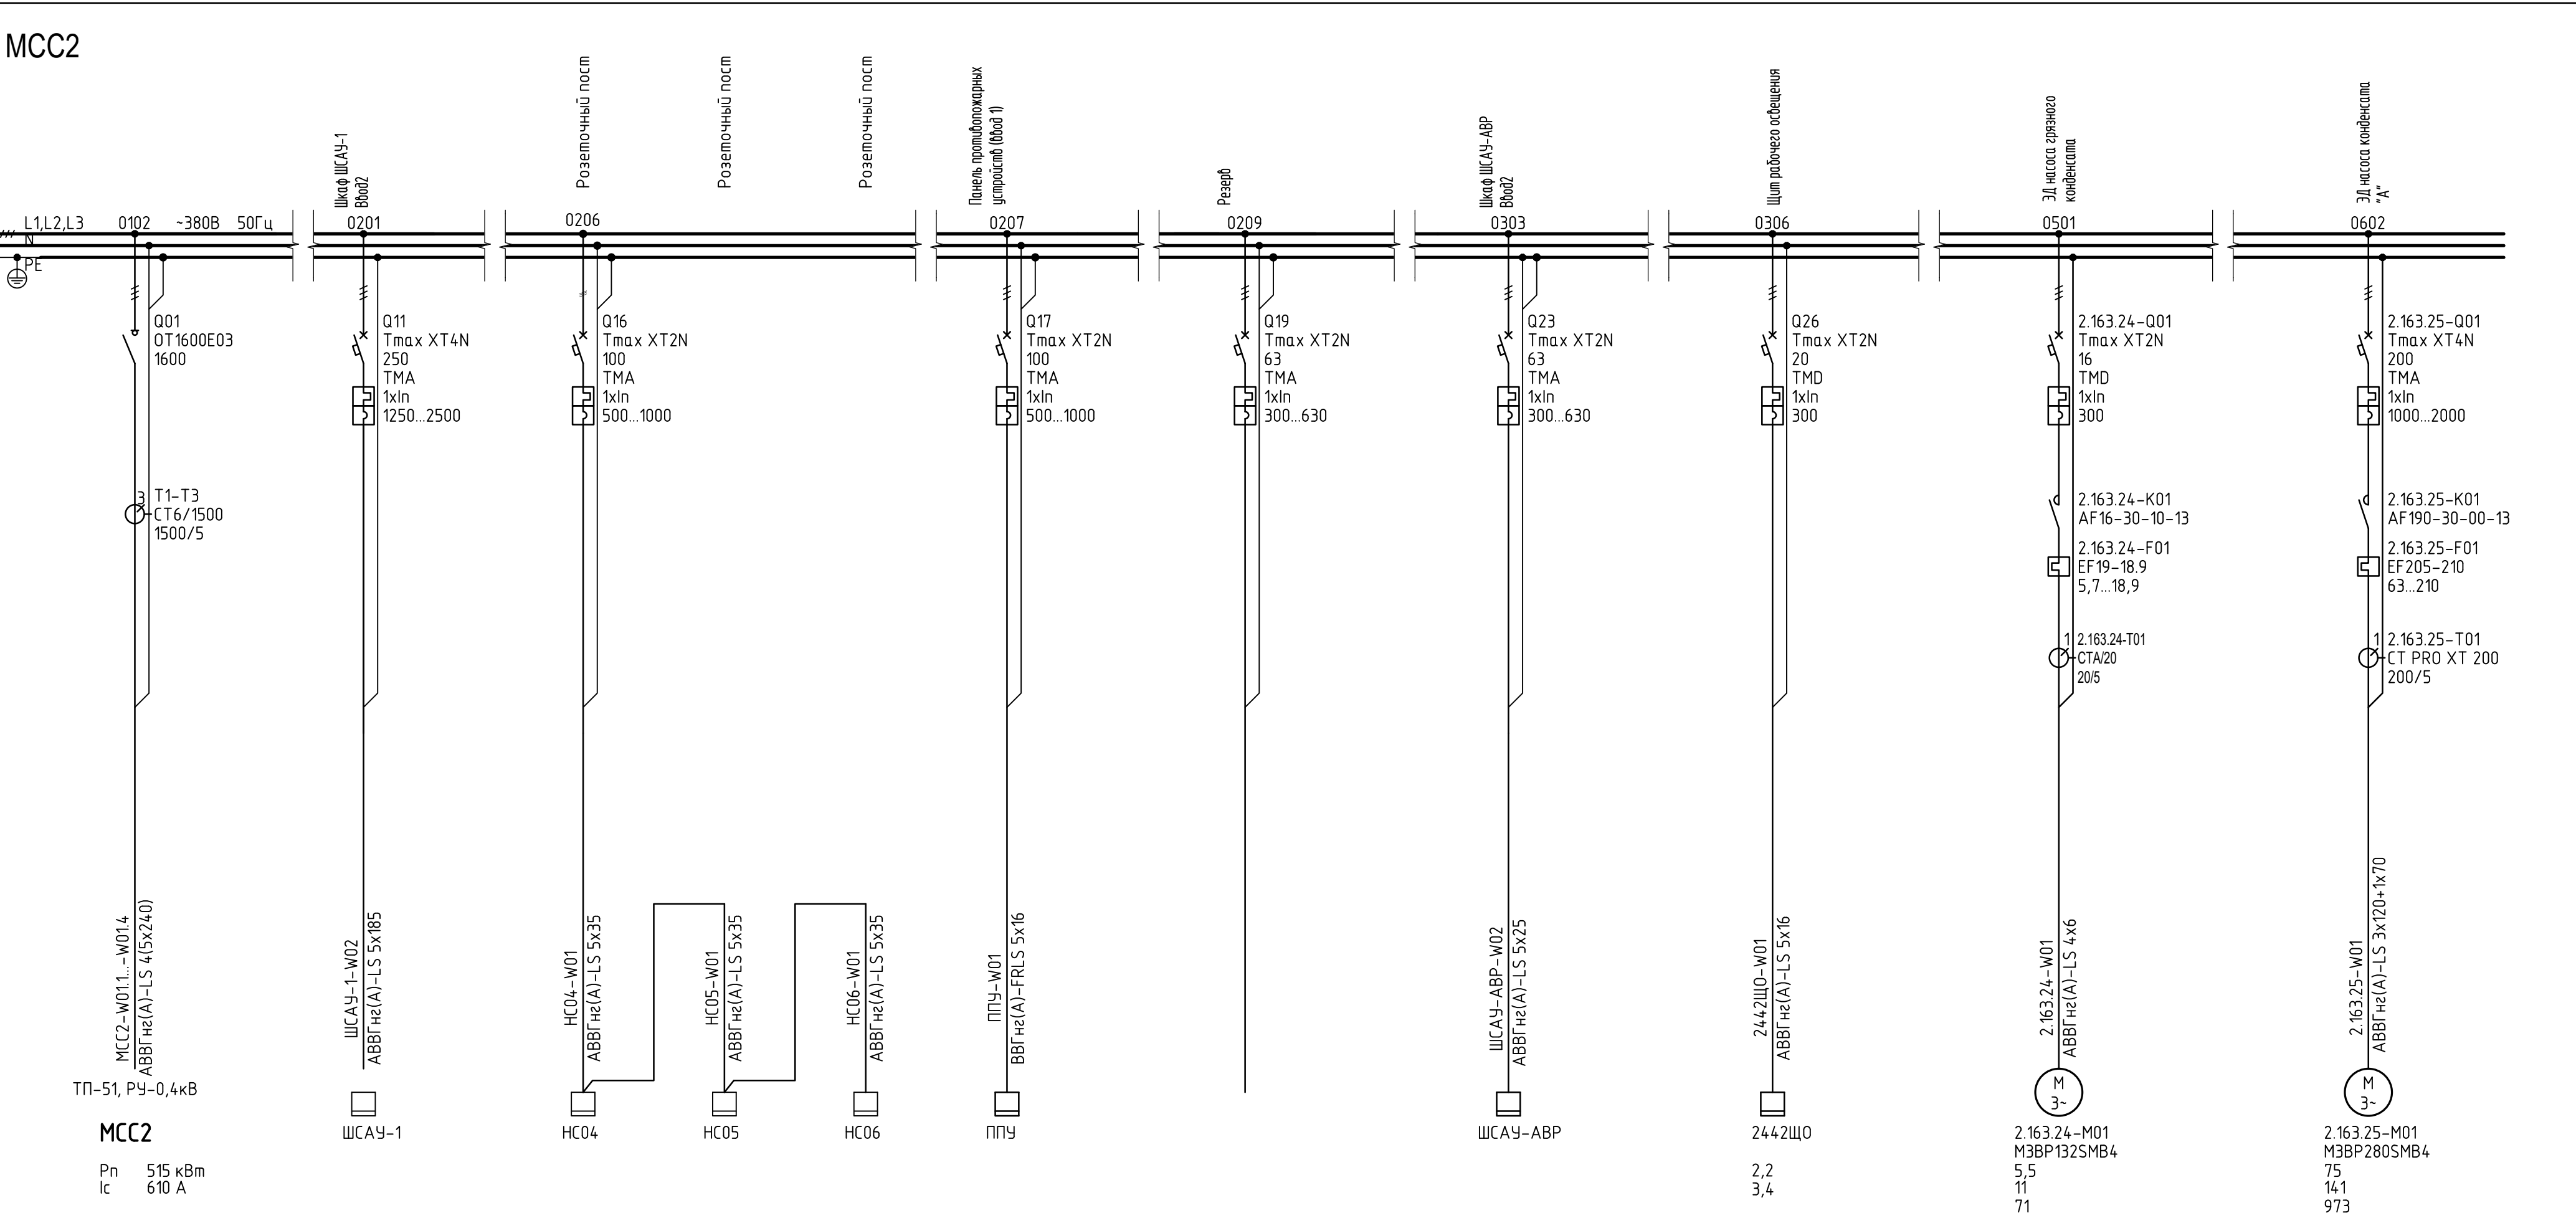 MCC2
L1,L2,L3
N
PE
0102
~380В
50Гц
Q01
OT1600E03
1600
3
T1-T3
CT6/1500
1500/5
MCC2-W01.1...-W01.4
АВВГнг(А)-LS 4(5x240)
ТП-51, РУ-0,4кВ
MCC2
Рп 515 кВт
Ic 610 А
Шкаф ШСАУ-1
Ввод2
0201
Q11
Tmax XT4N
250
TMA
1xIn
1250...2500
ШСАУ-1-W02
АВВГнг(А)-LS 5x185
ШСАУ-1
Розеточный пост
Розеточный пост
Розеточный пост
0206
Q16
Tmax XT2N
100
TMA
1xIn
500...1000
НС04-W01
АВВГнг(А)-LS 5x35
НС05-W01
АВВГнг(А)-LS 5x35
НС06-W01
АВВГнг(А)-LS 5x35
НС04
НС05
НС06
Панель противопожарных
устройств (ввод 1)
0207
Q17
Tmax XT2N
100
TMA
1xIn
500...1000
ППУ-W01
ВВГнг(А)-FRLS 5x16
ППУ
Резерв
0209
Q19
Tmax XT2N
63
TMA
1xIn
300...630
Шкаф ШСАУ-АВР
Ввод2
0303
Q23
Tmax XT2N
63
TMA
1xIn
300...630
ШСАУ-АВР-W02
АВВГнг(А)-LS 5x25
ШСАУ-АВР
Щит рабочего освещения
0306
Q26
Tmax XT2N
20
TMD
1xIn
300
2442ЩО-W01
АВВГнг(А)-LS 5x16
2442ЩО
2,2
3,4
ЭД насоса грязного
конденсата
0501
2.163.24-Q01
Tmax XT2N
16
TMD
1xIn
300
2.163.24-K01
AF16-30-10-13
2.163.24-F01
EF19-18.9
5,7...18,9
1
2.163.24-T01
CTA/20
20/5
2.163.24-W01
АВВГнг(А)-LS 4x6
M
3~
2.163.24-M01
M3BP132SMB4
5,5
11
71
ЭД насоса конденсата
"А"
0602
2.163.25-Q01
Tmax XT4N
200
TMA
1xIn
1000...2000
2.163.25-K01
AF190-30-00-13
2.163.25-F01
EF205-210
63...210
1
2.163.25-T01
CT PRO XT 200
200/5
2.163.25-W01
АВВГнг(А)-LS 3x120+1x70
M
3~
2.163.25-M01
M3BP280SMB4
75
141
973